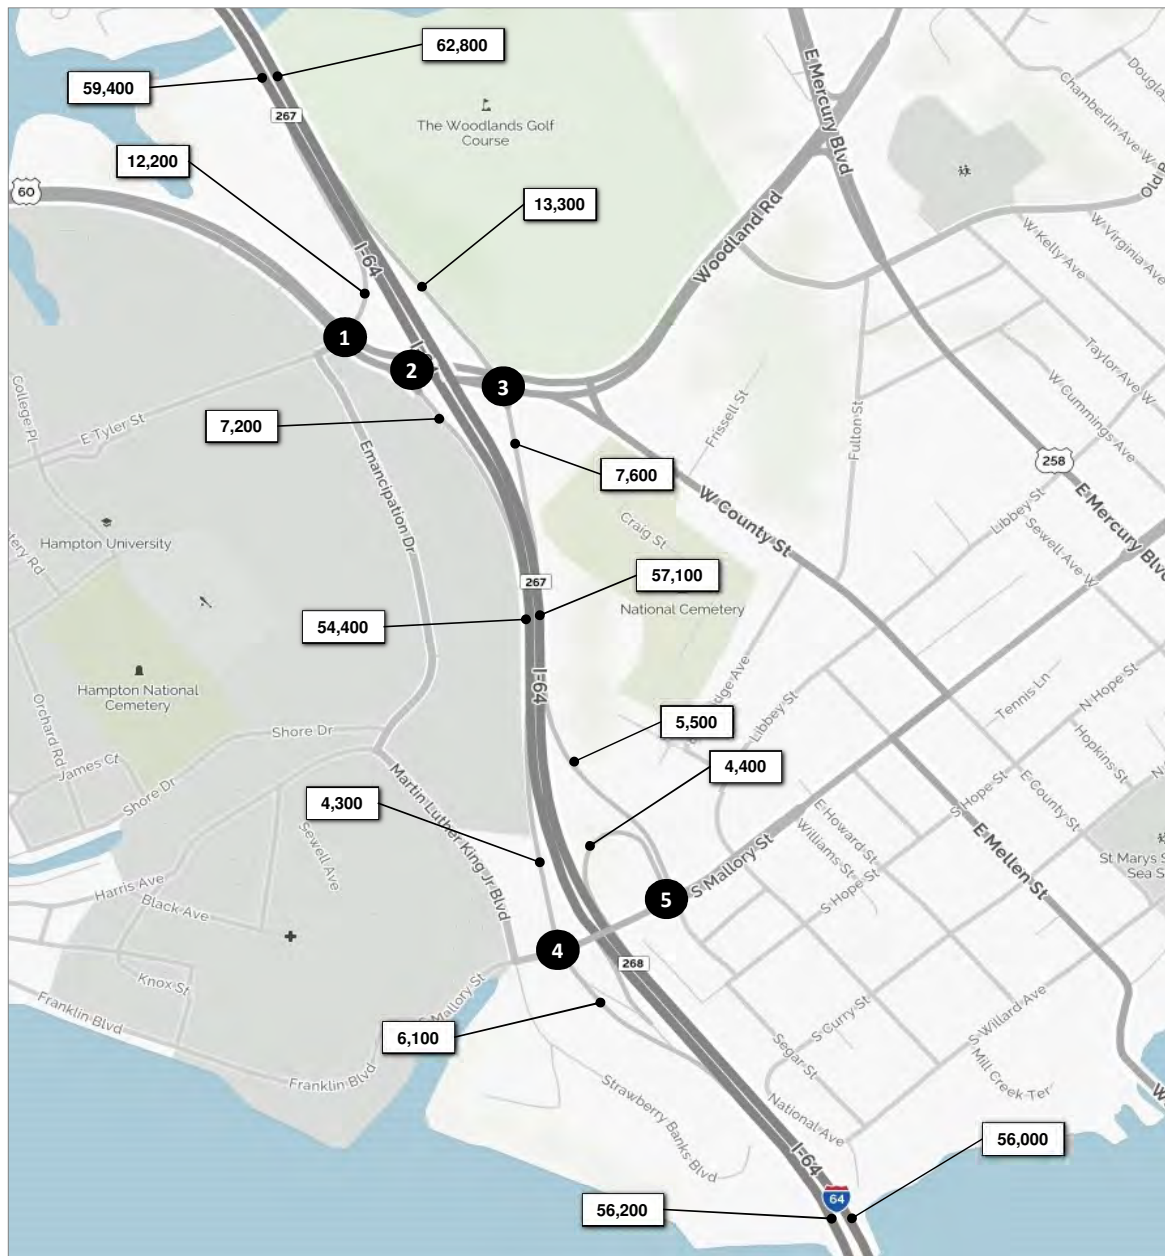 62,800
59,400
E Mercury Blvd
Chamberlin Ave W
267
The Woodlands Golf
Course
12,200
60
13,300
W Virginia Ave
W Kelly Ave
I-64
Woodland Rd
1
2
3
Taylor Ave W
College Pl
W Cummings Ave
E Tyler St
7,200
Frissell St
Fulton St
Emancipation Dr
258
7,600
W County St
Libbey St
E Mercury Blvd
Craig St
Sewell Ave W
Hampton University
267
57,100
National Cemetery
54,400
I-64
Hampton National
Cemetery
Orchard Rd
Tennis Ln
N Hope St
Libbey St
5,500
Shore Dr
James Ct
Shore Dr
4,400
Hopkins St
Martin Luther King Jr Blvd
4,300
S Hope St
E County St
E Howard St
Williams St
Sewell Ave
S Mallory St
E Mellen St
St Marys S
Sea S
Harris Ave
5
S Hope St
Black Ave
4
268
Knox St
S Mallory St
Franklin Blvd
6,100
S Curry St
S Willard Ave
Segar St
Mill Creek Ter
Franklin Blvd
Strawberry Banks Blvd
National Ave
I-64
56,000
64
56,200